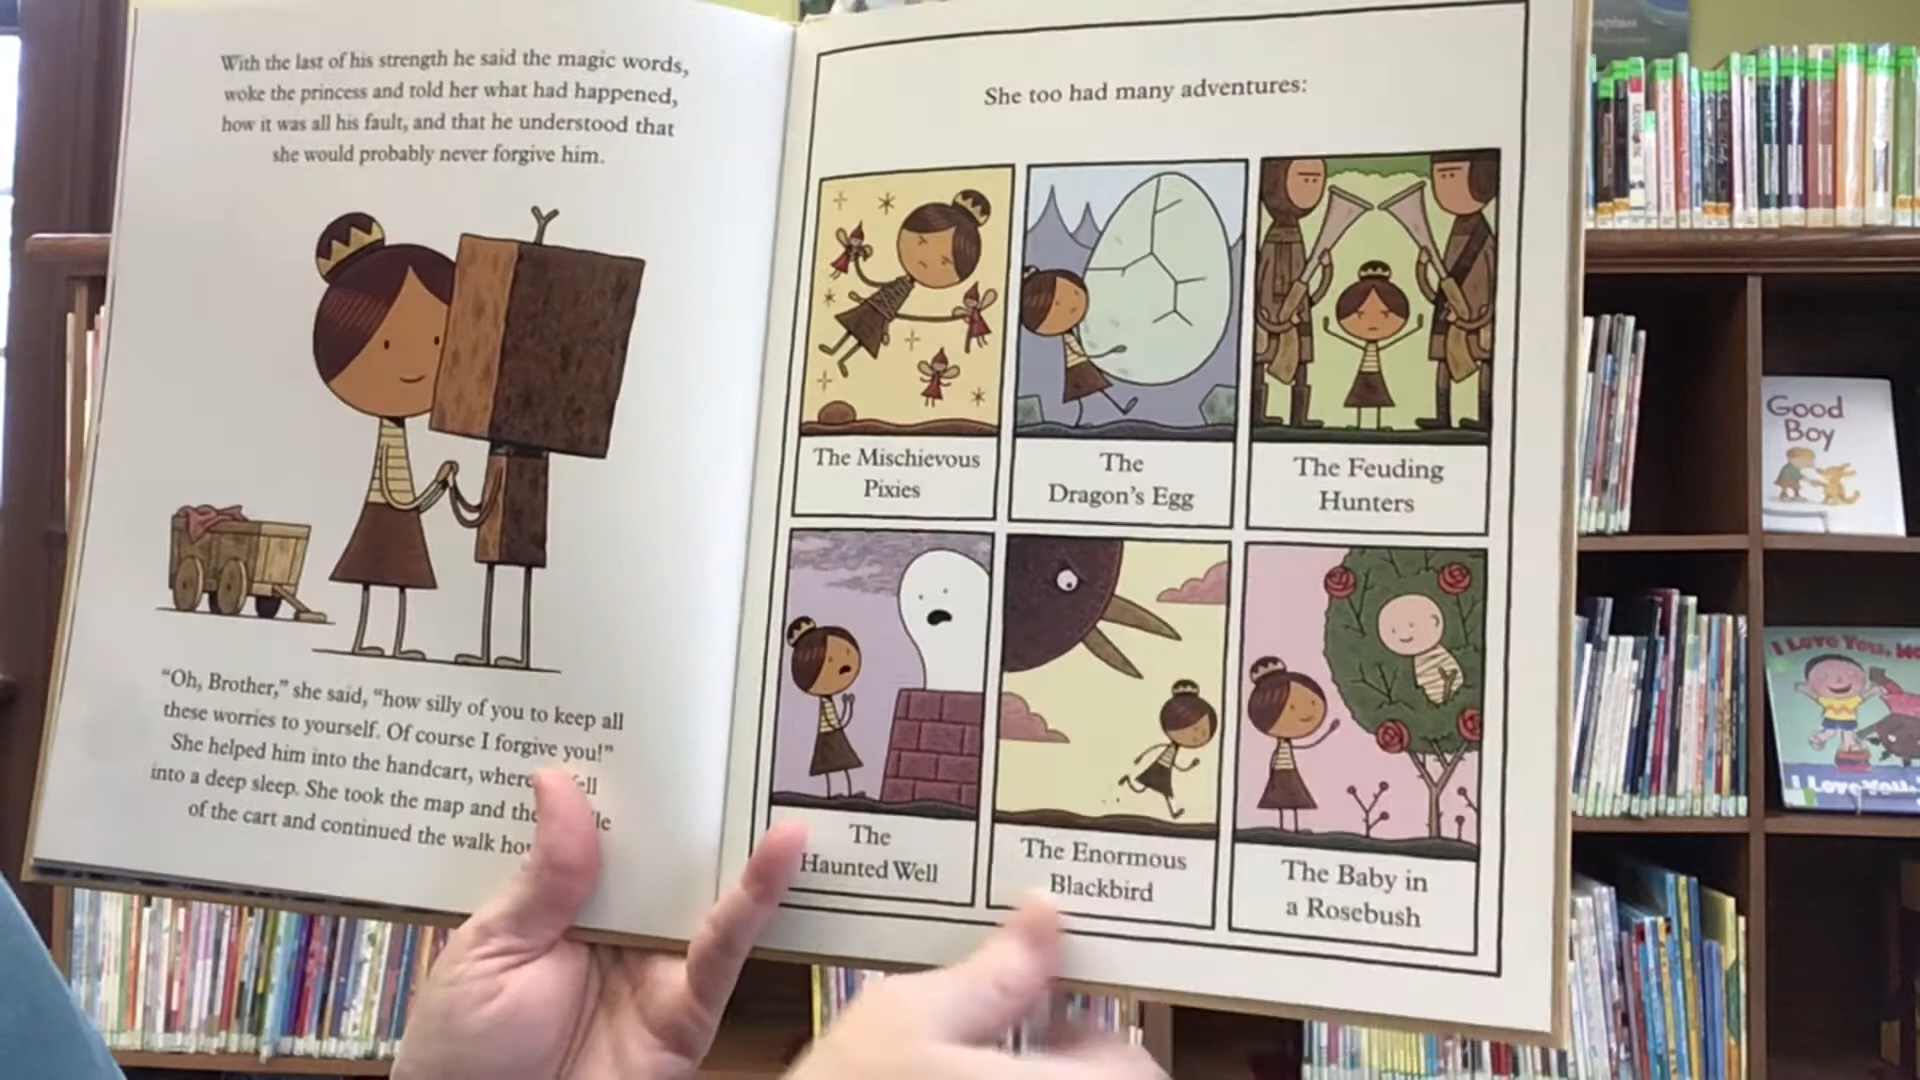 With the last of his strength he said the magic words,
woke the princess and told her what had happened,
how it was all his fault, and that he understood that
she would probably never forgive him.
“Oh, Brother,” she said, “how silly of you to keep all
these worries to yourself. Of course I forgive you!”
She helped him into the handcart, where
into a deep sleep. She took the map and the
of the cart and continued the walk
She too had many adventures:
The Mischievous
Pixies
The
Dragon’s Egg
The Feuding
Hunters
The
Haunted Well
The Enormous
Blackbird
The Baby in
a Rosebush
Good
Boy
I Love You,
I Love You,